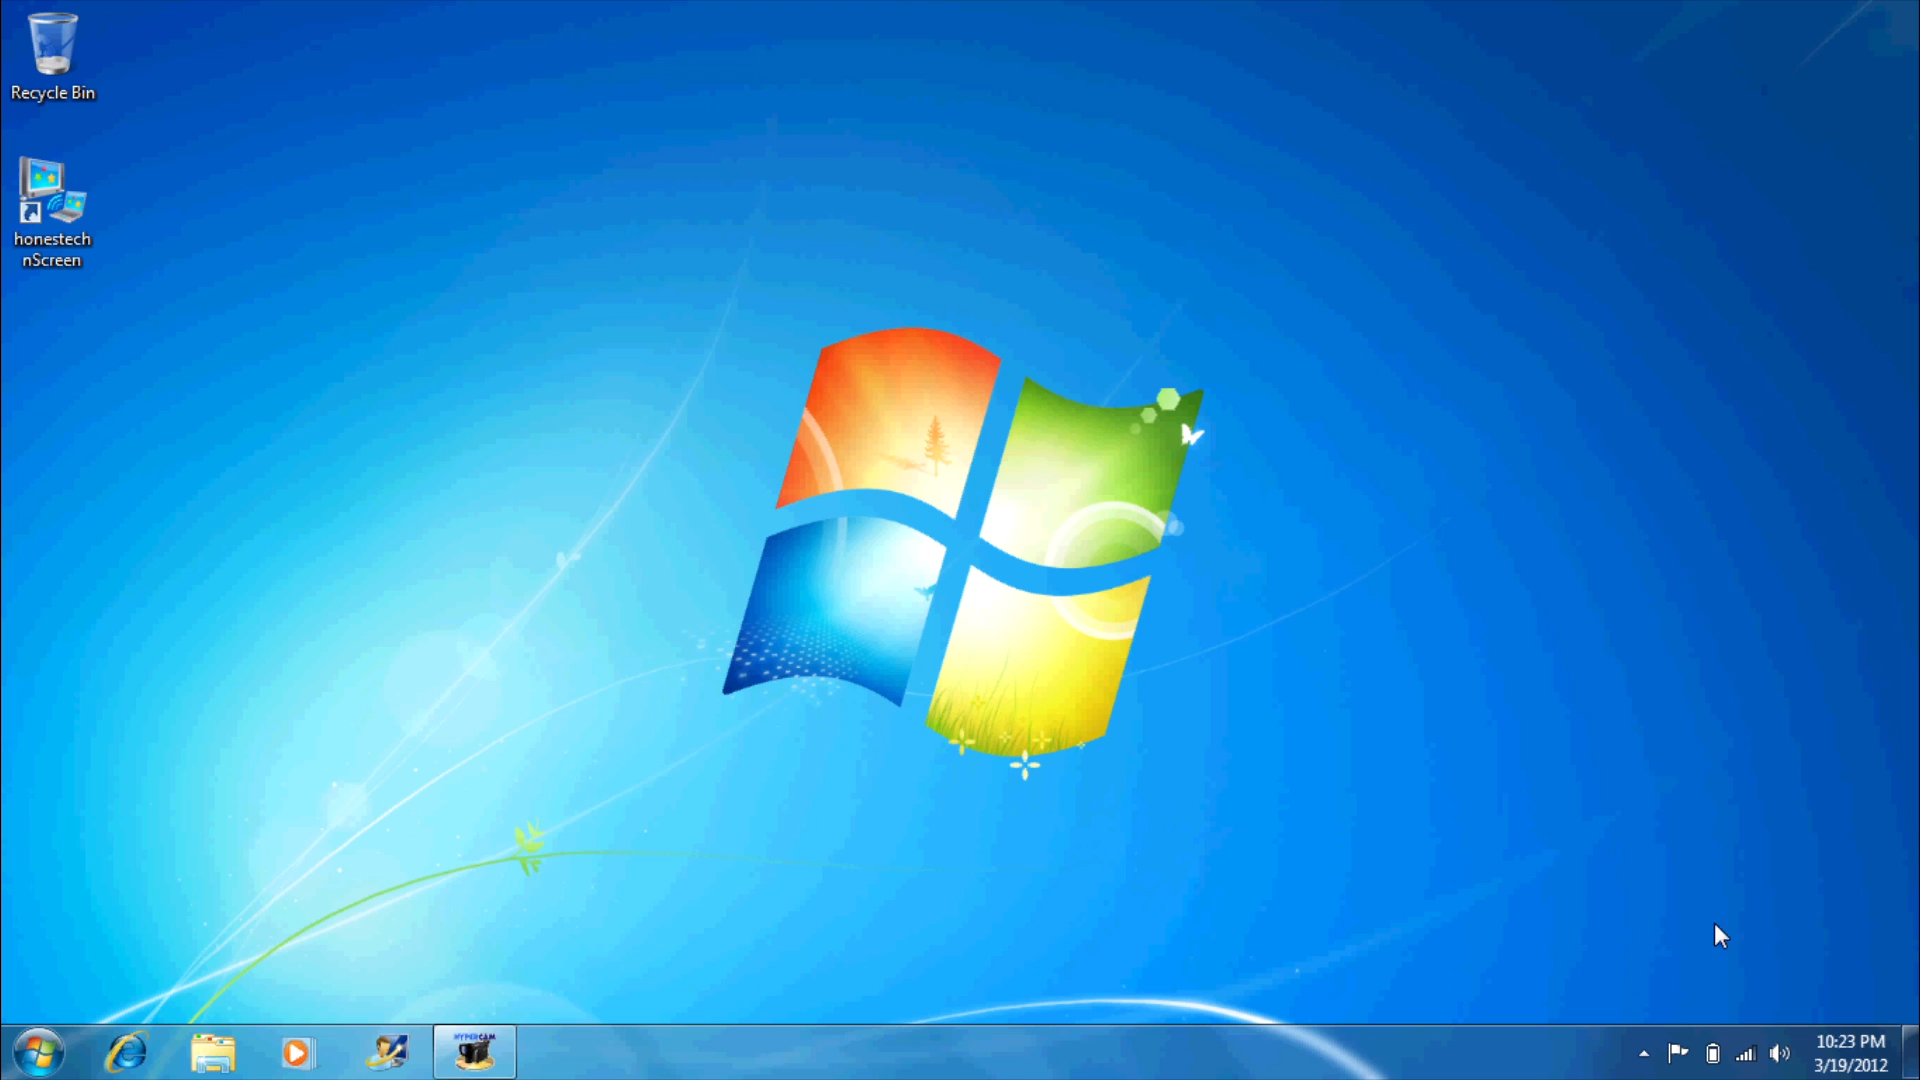 Recycle Bin
honestech
nScreen
HYPERCAM
10:23 PM
3/19/2012